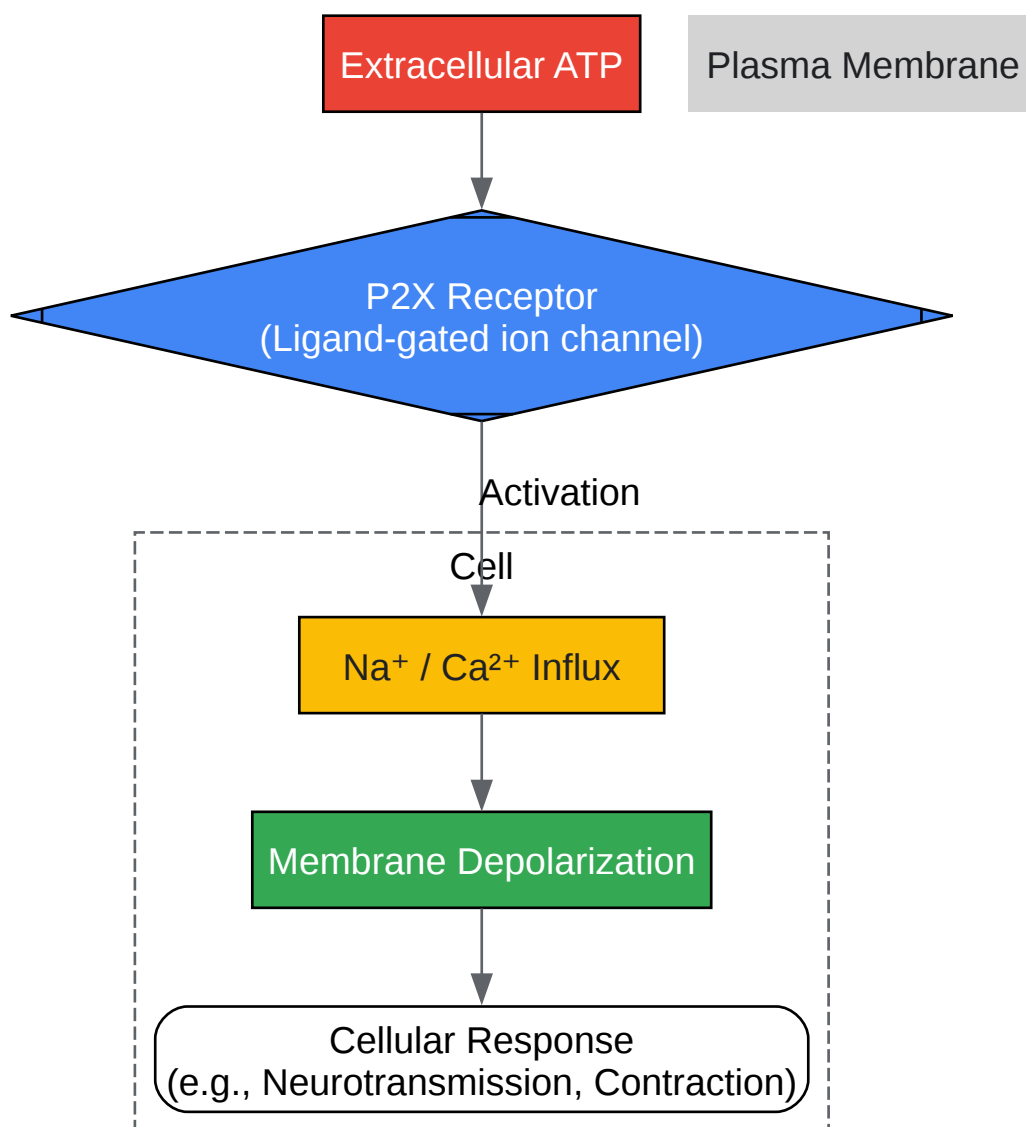 Extracellular ATP
Plasma Membrane
P2X Receptor
(Ligand-gated ion channel)
Activation
Cell
Na⁺ / Ca²⁺ Influx
Membrane Depolarization
Cellular Response
(e.g., Neurotransmission, Contraction)